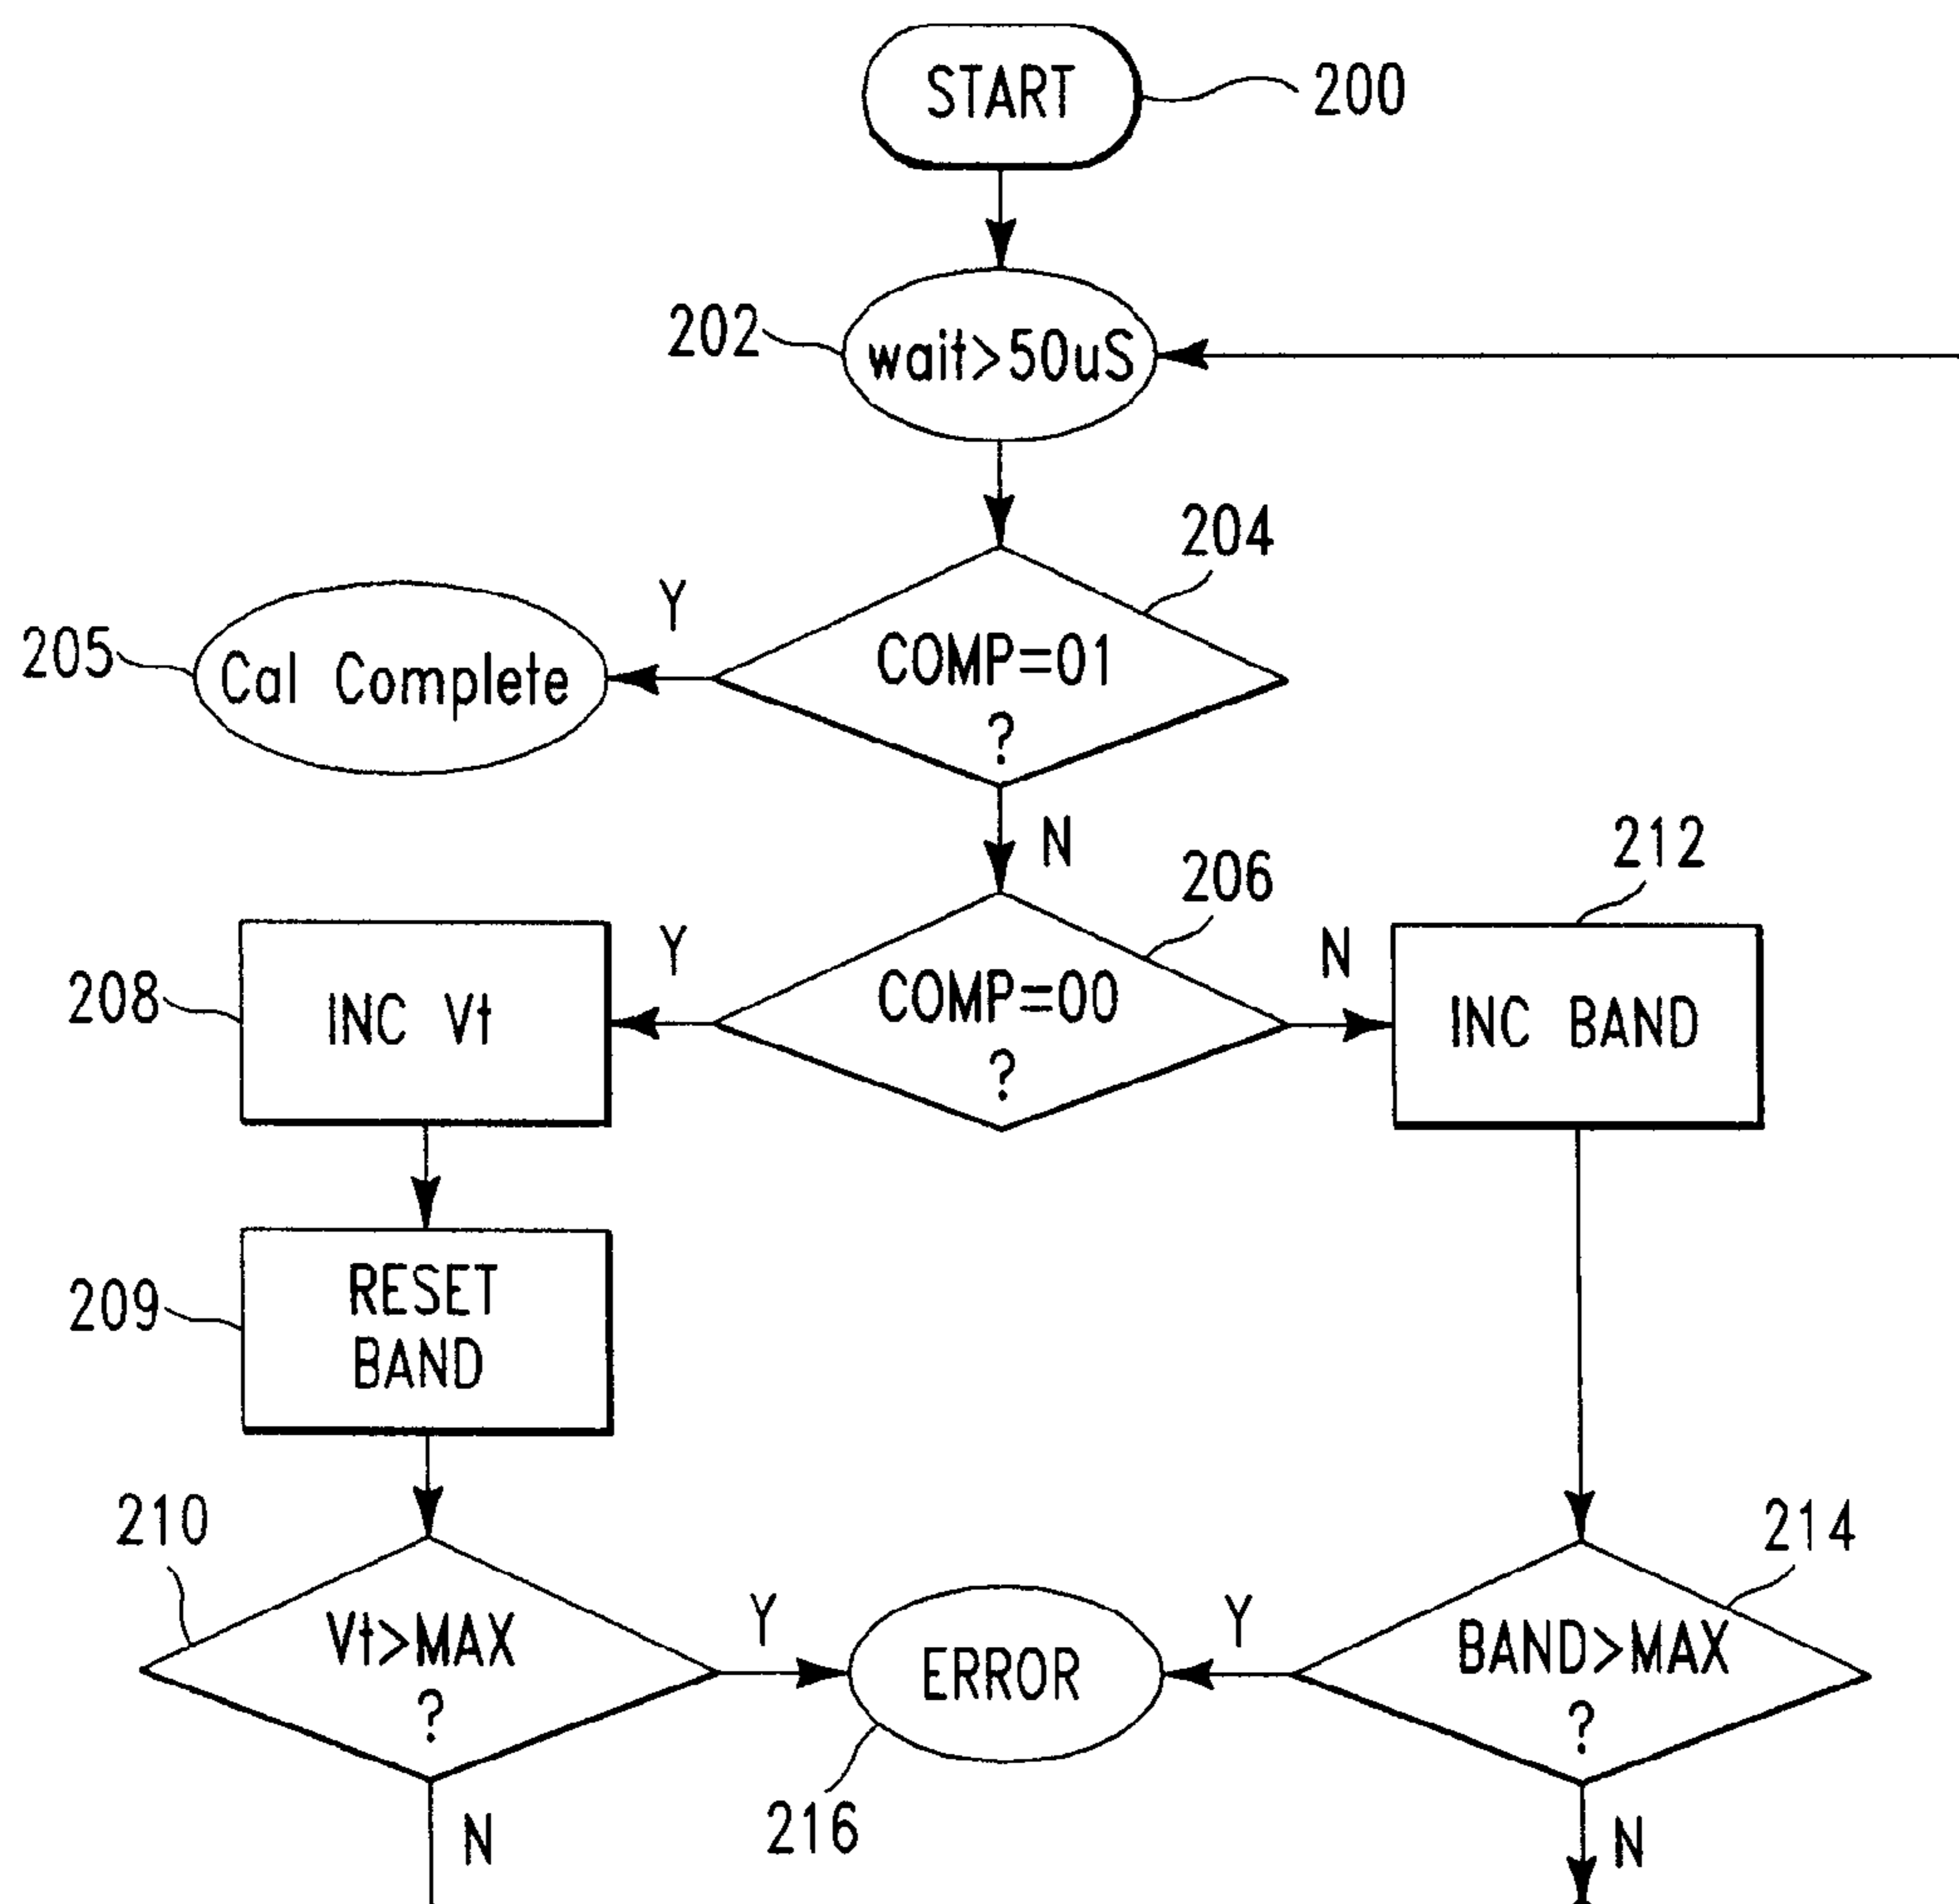 START
200
202
wait>50uS
204
Y
COMP=01
?
205
Cal Complete
N
206
212
208
INC Vt
Y
COMP=00
?
N
INC BAND
209
RESET
BAND
210
214
Vt>MAX
?
Y
ERROR
Y
BAND>MAX
?
216
N
N